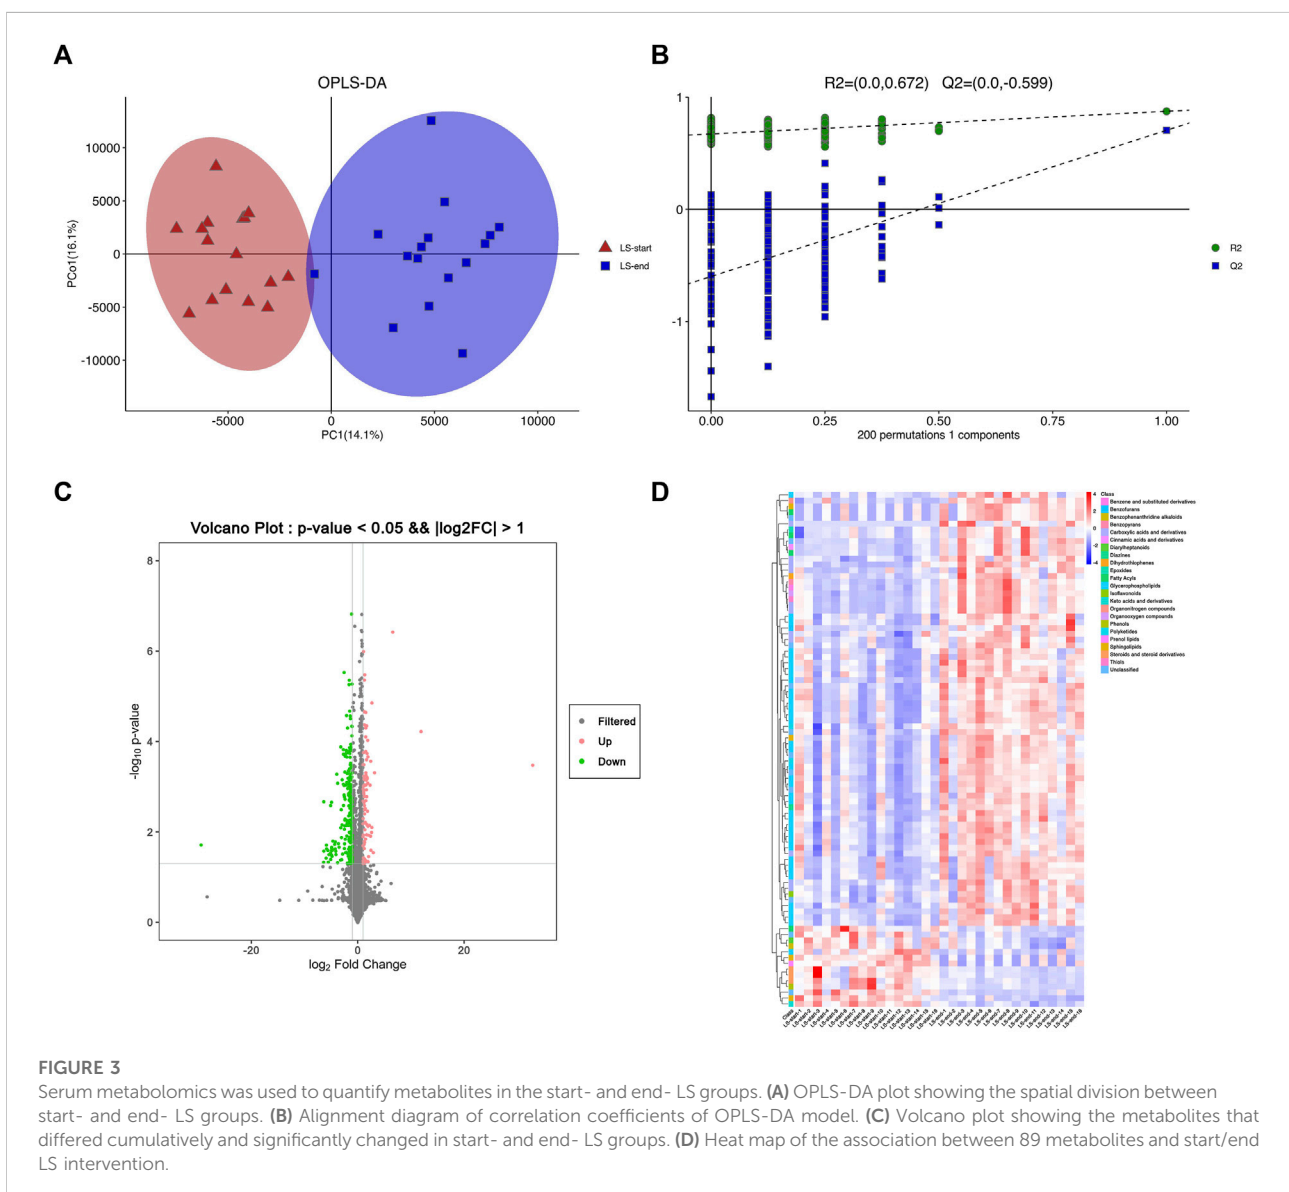 A
OPLS-DA
PCo1(16.1%)
10000
5000
0
-5000
-10000
-5000
0
5000
10000
PC1(14.1%)
LS-start
LS-end
B
R2=(0.0,0.672) Q2=(0.0,-0.599)
1
0
-1
0.00
0.25
0.50
0.75
1.00
200 permutations 1 components
R2
Q2
C
Volcano Plot : p-value < 0.05 && |log2FC| > 1
-log10 p-value
8
6
4
2
0
-20
0
20
log2 Fold Change
Filtered
Up
Down
D
4
2
0
-2
-4
Class
Benzene and substituted derivatives
Benzofurans
Benzophenanthridine alkaloids
Benzopyrans
Carboxylic acids and derivatives
Cinnamic acids and derivatives
Diarylheptanoids
Diazines
Dihydrothiophenes
Epoxides
Fatty Acyls
Glycerophospholipids
Isoflavonoids
Keto acids and derivatives
Organonitrogen compounds
Organooxygen compounds
Phenols
Polyketides
Prenol lipids
Sphingolipids
Steroids and steroid derivatives
Thiols
Unclassified
Class
FIGURE 3
Serum metabolomics was used to quantify metabolites in the start- and end- LS groups. (A) OPLS-DA plot showing the spatial division between
start- and end- LS groups. (B) Alignment diagram of correlation coefficients of OPLS-DA model. (C) Volcano plot showing the metabolites that
differed cumulatively and significantly changed in start- and end- LS groups. (D) Heat map of the association between 89 metabolites and start/end
LS intervention.